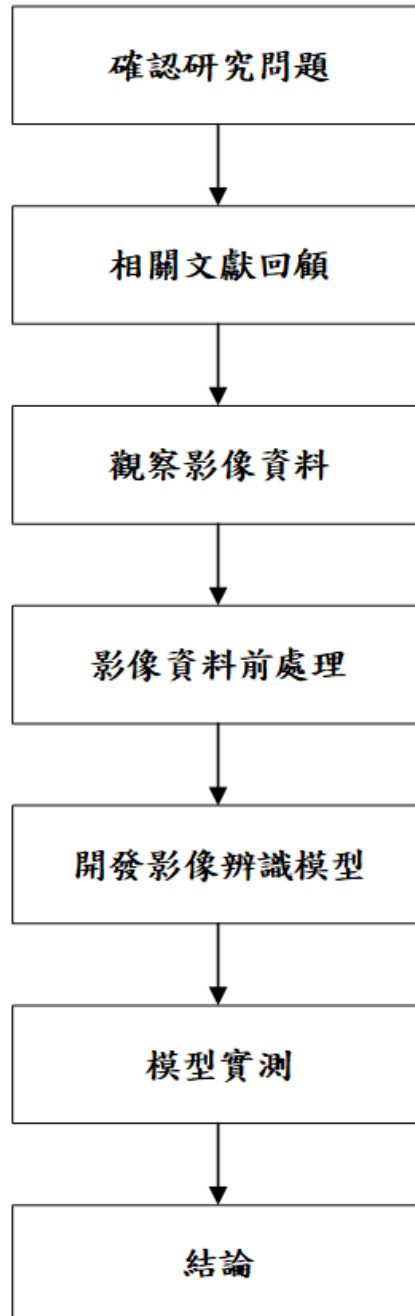 確認研究問題
相關文獻回顧
觀察影像資料
影像資料前處理
開發影像辨識模型
模型實測
結論